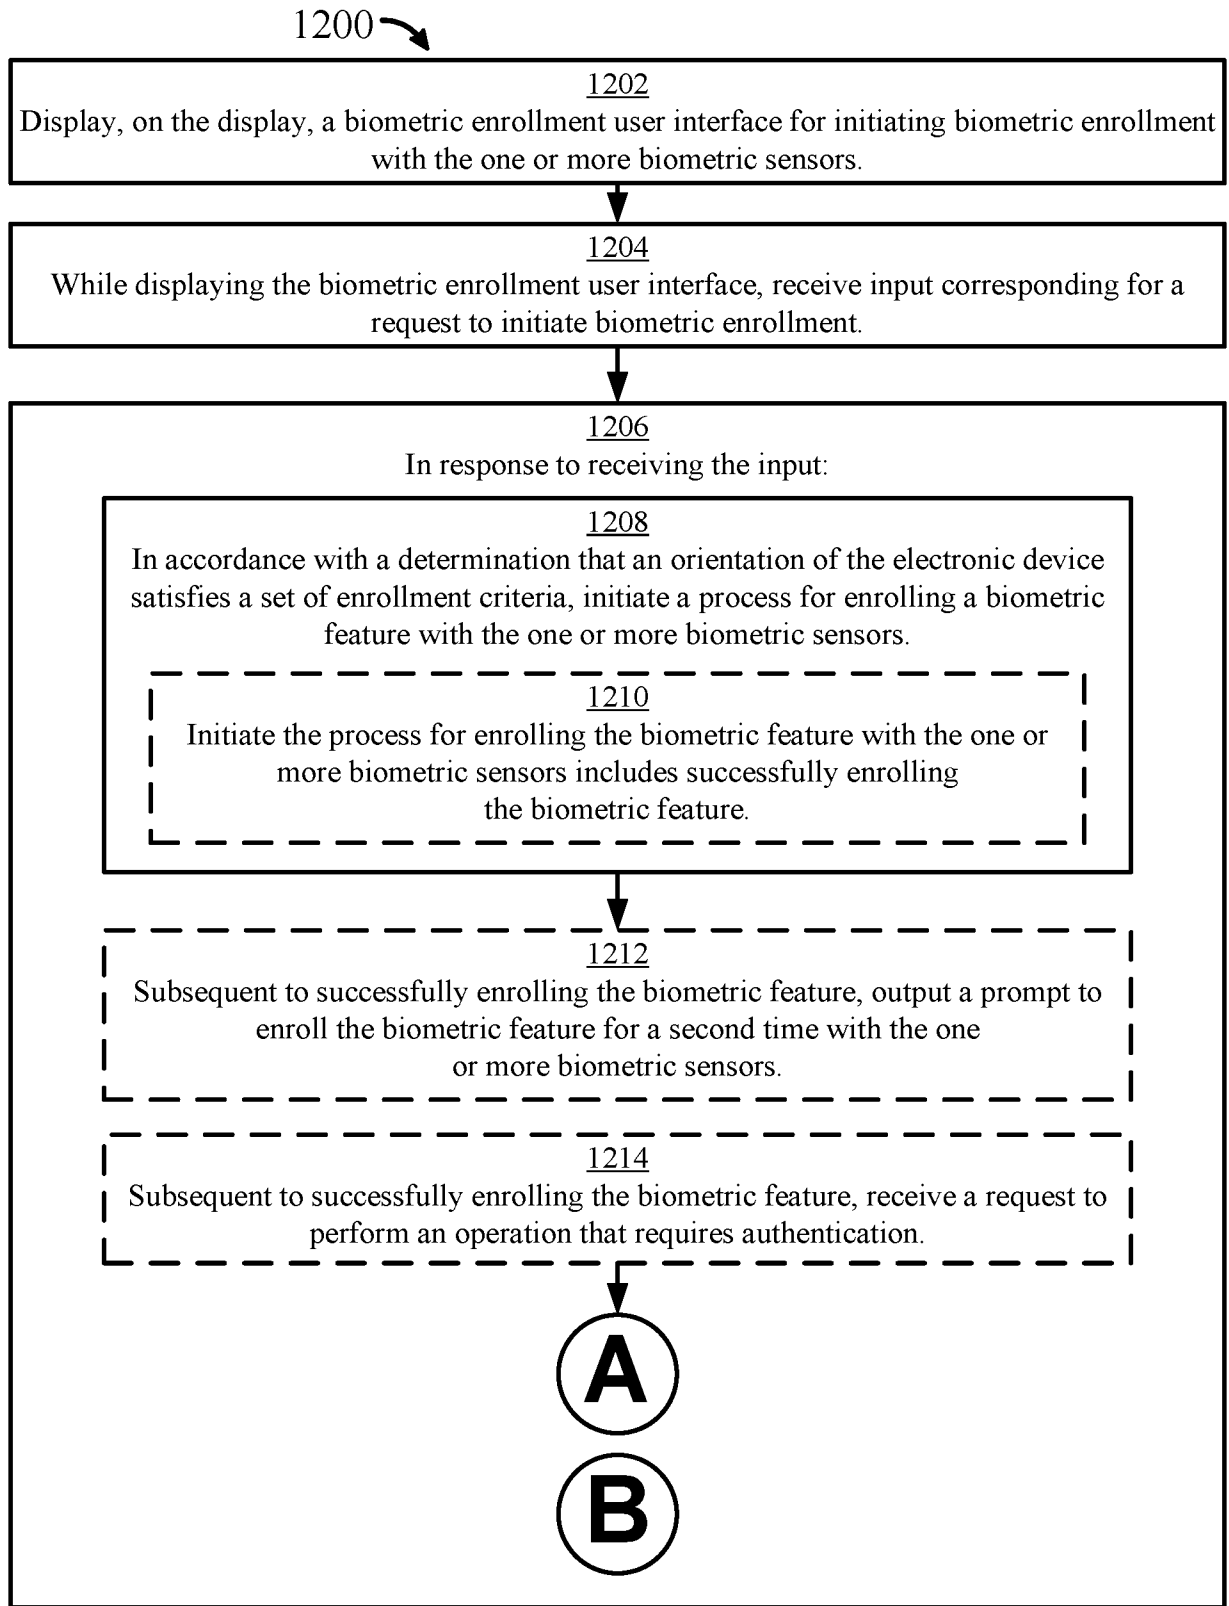 1200
1202
Display, on the display, a biometric enrollment user interface for initiating biometric enrollment
with the one or more biometric sensors.
1204
While displaying the biometric enrollment user interface, receive input corresponding for a
request to initiate biometric enrollment.
1206
In response to receiving the input:
1208
In accordance with a determination that an orientation of the electronic device
satisfies a set of enrollment criteria, initiate a process for enrolling a biometric
feature with the one or more biometric sensors.
1210
Initiate the process for enrolling the biometric feature with the one or
more biometric sensors includes successfully enrolling
the biometric feature.
1212
Subsequent to successfully enrolling the biometric feature, output a prompt to
enroll the biometric feature for a second time with the one
or more biometric sensors.
1214
Subsequent to successfully enrolling the biometric feature, receive a request to
perform an operation that requires authentication.
A
B